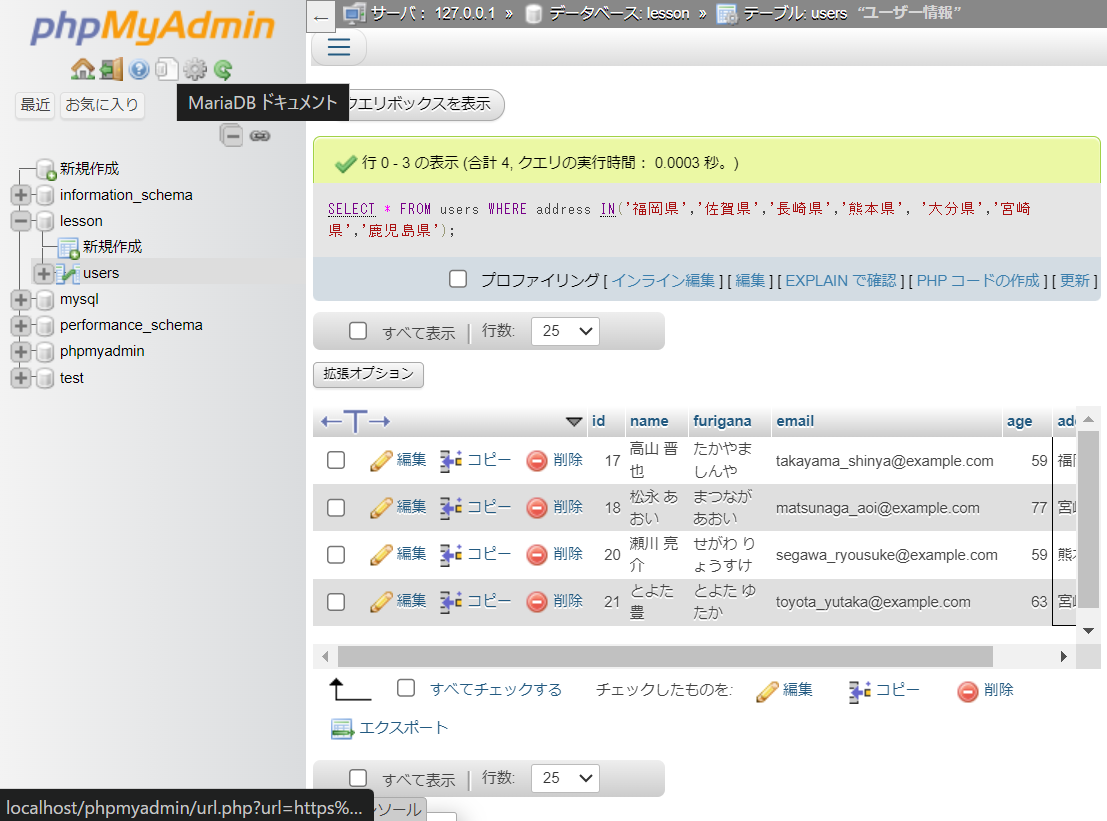 phpMyAdmin
最近 お気に入り
MariaDB ドキュメント
新規作成
information_schema
lesson
新規作成
users
mysql
performance_schema
phpmyadmin
test
← サーバ： 127.0.0.1 » データベース: lesson » テーブル: users “ユーザー情報”
クエリボックスを表示
行 0 - 3 の表示 (合計 4, クエリの実行時間： 0.0003 秒。)
SELECT * FROM users WHERE address IN('福岡県','佐賀県','長崎県','熊本県', '大分県','宮崎
県','鹿児島県');
プロファイリング [ インライン編集 ] [ 編集 ] [ EXPLAIN で確認 ] [ PHP コードの作成 ] [ 更新 ]
すべて表示 | 行数: 25
拡張オプション
←T→ id name furigana email age
編集 コピー 削除 17 高山 晋也 たかやま しんや takayama_shinya@example.com 59 福
編集 コピー 削除 18 松永 あおい まつなが あおい matsunaga_aoi@example.com 77 宮
編集 コピー 削除 20 瀬川 亮介 せがわ りょうすけ segawa_ryousuke@example.com 59 熊
編集 コピー 削除 21 とよた 豊 とよた ゆたか toyota_yutaka@example.com 63 宮
すべてチェックする チェックしたものを: 編集 コピー 削除
エクスポート
すべて表示 | 行数: 25
localhost/phpmyadmin/url.php?url=https%...
ンソール